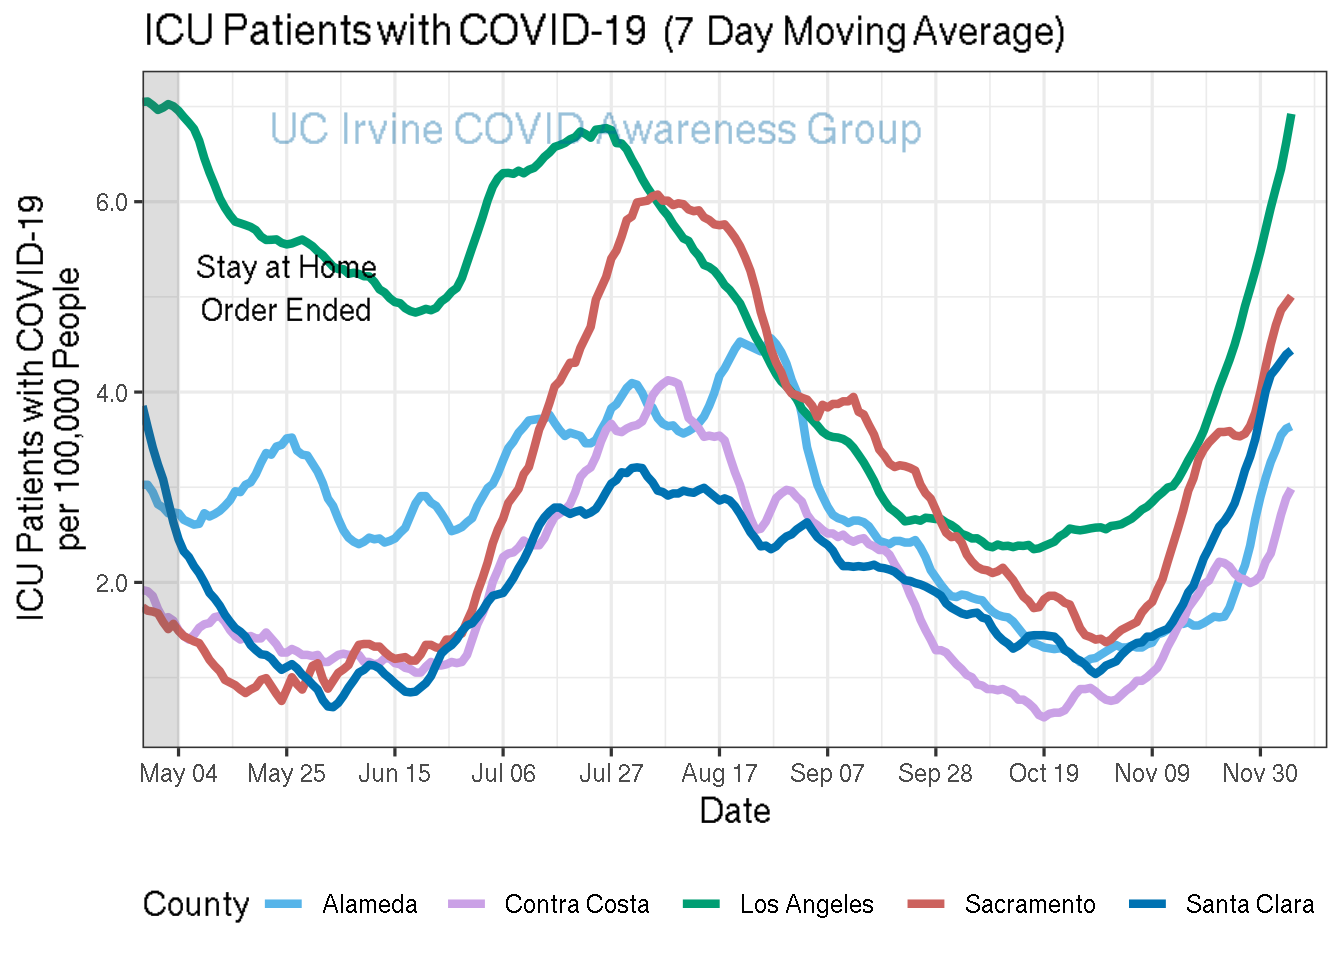 ICU Patients with COVID-19 (7 Day Moving Average)
UC Irvine COVID Awareness Group
ICU Patients with COVID-19
per 100,000 People
6.0
4.0
2.0
Stay at Home
Order Ended
May 04 May 25 Jun 15 Jul 06 Jul 27 Aug 17 Sep 07 Sep 28 Oct 19 Nov 09 Nov 30
Date
County Alameda Contra Costa Los Angeles Sacramento Santa Clara